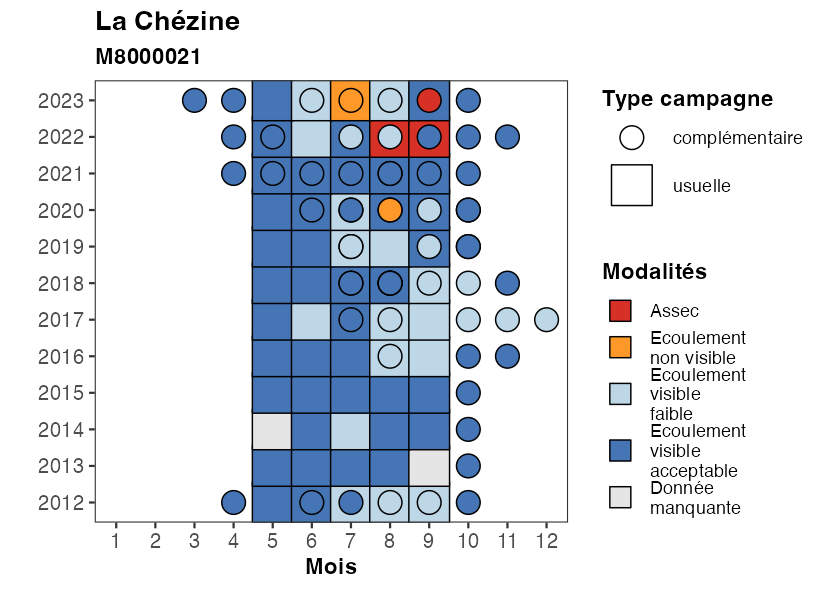 La Chézine
M8000021
2023
2022
2021
2020
2019
2018
2017
2016
2015
2014
2013
2012
1 2 3 4 5 6 7 8 9 10 11 12
Mois
Type campagne
complémentaire
usuelle
Modalités
Assec
Ecoulement
non visible
Ecoulement
visible
faible
Ecoulement
visible
acceptable
Donnée
manquante